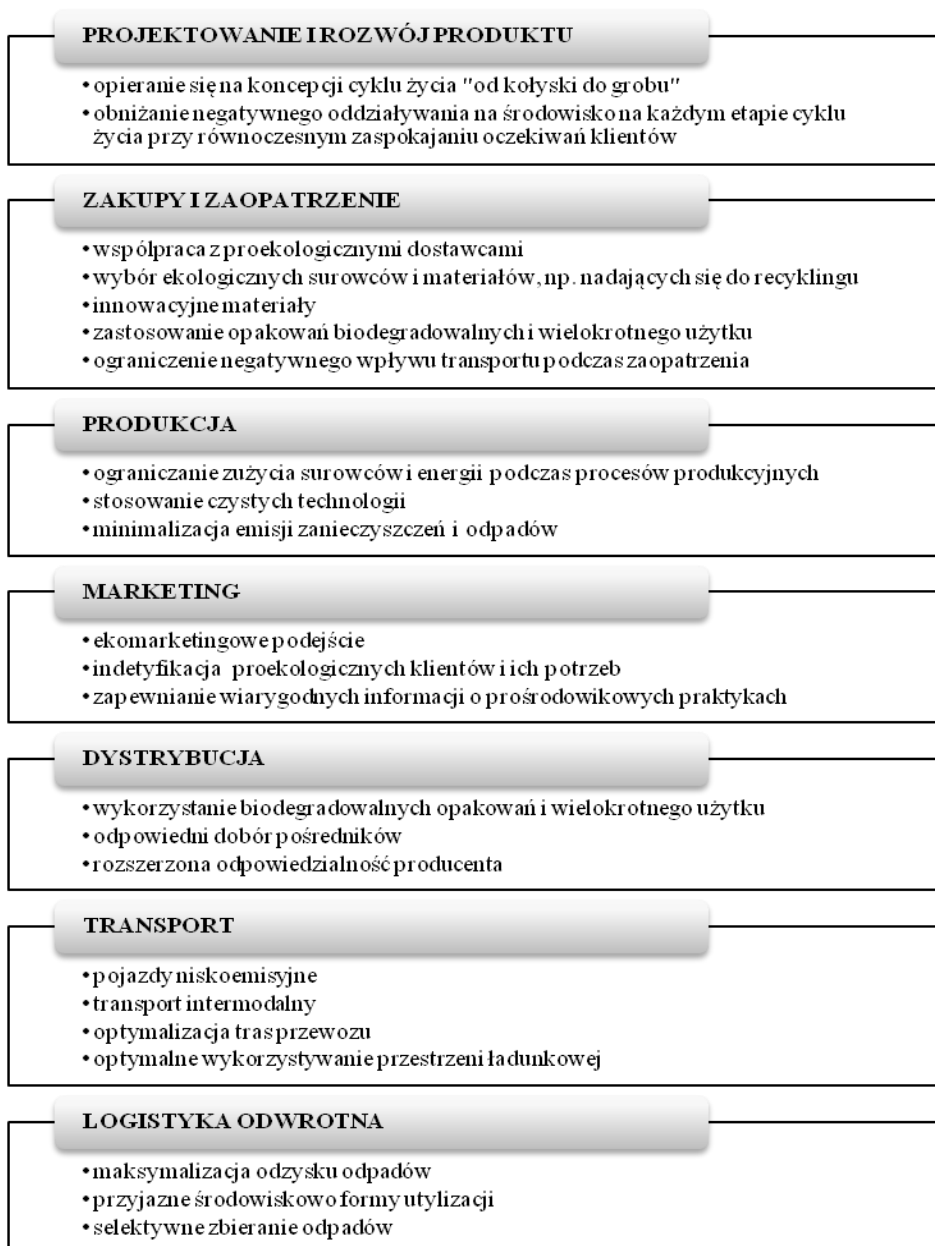 PROJEKTOWANIE I ROZWÓJ PRODUKTU
• opieranie się na koncepcji cyklu życia "od kołyski do grobu"
• obniżanie negatywnego oddziaływania na środowisko na każdym etapie cyklu
życia przy równoczesnym zaspokajaniu oczekiwań klientów
ZAKUPY I ZAOPATRZENIE
• współpraca z proekologicznymi dostawcami
• wybór ekologicznych surowców i materiałów, np. nadających się do recyklingu
• innowacyjne materiały
• zastosowanie opakowań biodegradowalnych i wielokrotnego użytku
• ograniczenie negatywnego wpływu transportu podczas zaopatrzenia
PRODUKCJA
• ograniczanie zużycia surowców i energii podczas procesów produkcyjnych
• stosowanie czystych technologii
• minimalizacja emisji zanieczyszczeń i odpadów
MARKETING
• ekomarketingowe podejście
• indetyfikacja proekologicznych klientów i ich potrzeb
• zapewnianie wiarygodnych informacji o prośrodowikowych praktykach
DYSTRYBUCJA
• wykorzystanie biodegradowalnych opakowań i wielokrotnego użytku
• odpowiedni dobór pośredników
• rozszerzona odpowiedzialność producenta
TRANSPORT
• pojazdy niskoemisyjne
• transport intermodalny
• optymalizacja tras przewozu
• optymalne wykorzystywanie przestrzeni ładunkowej
LOGISTYKA ODWROTNA
• maksymalizacja odzysku odpadów
• przyjazne środowiskowo formy utylizacji
• selektywne zbieranie odpadów